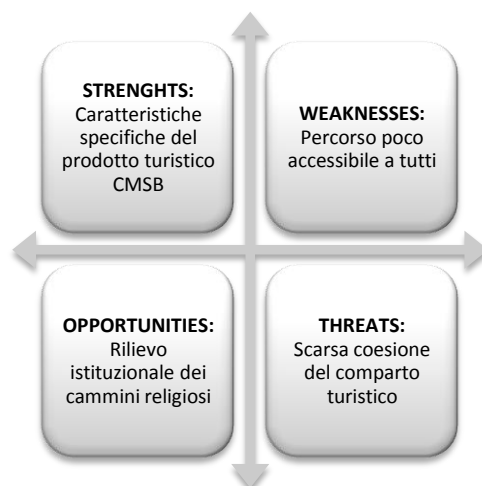 STRENGHTS:
Caratteristiche
specifiche del
prodotto turistico
CMSB
WEAKNESSES:
Percorso poco
accessibile a tutti
OPPORTUNITIES:
Rilievo
istituzionale dei
cammini religiosi
THREATS:
Scarsa coesione
del comparto
turistico